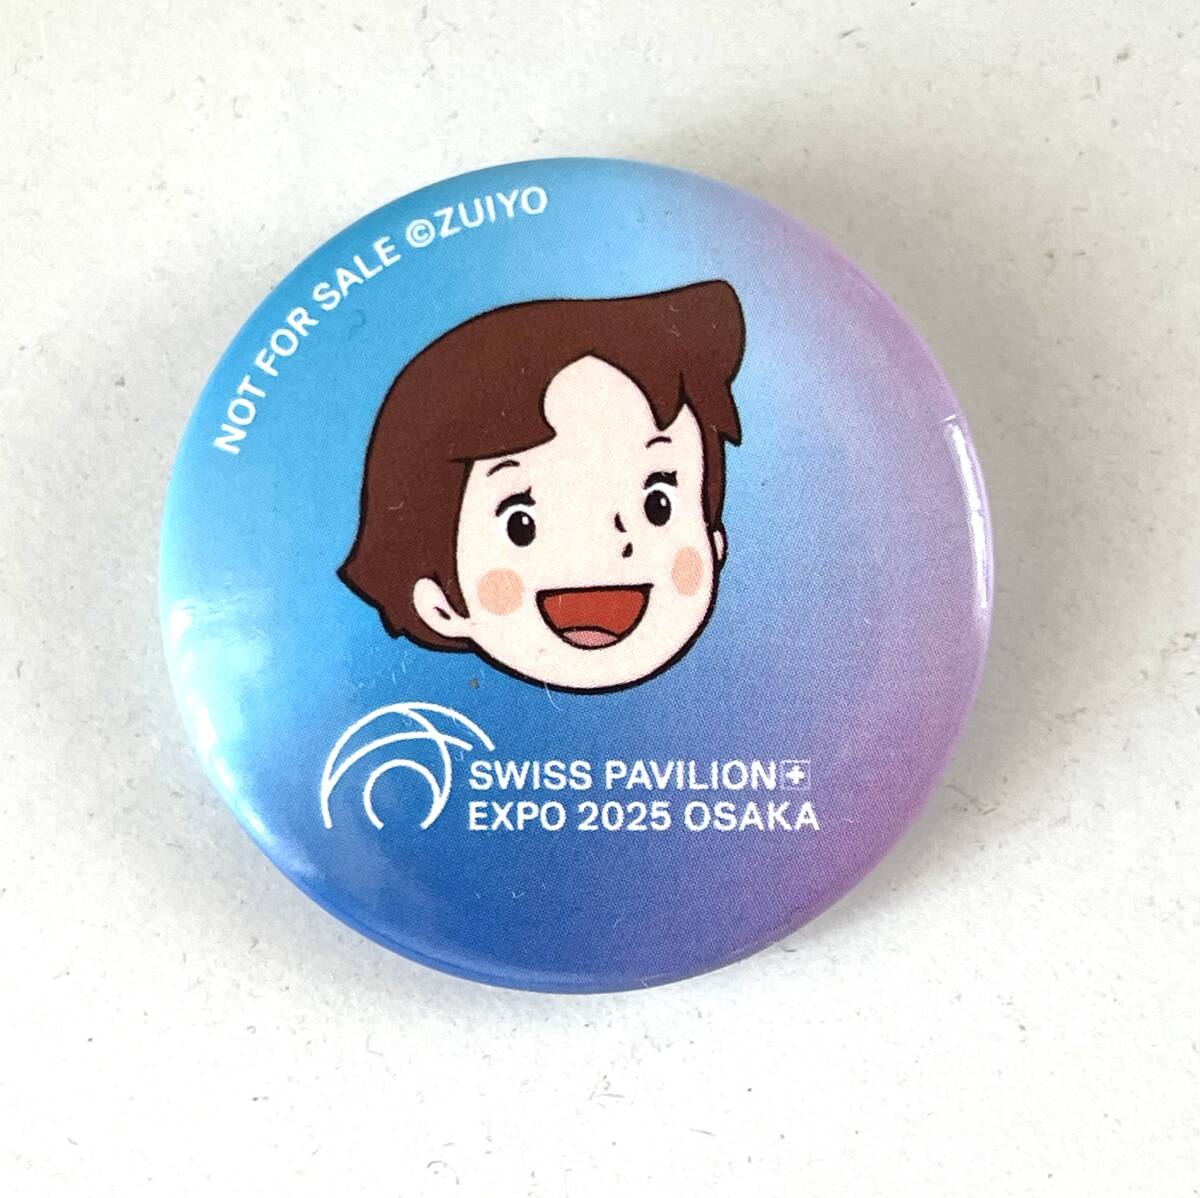 NOT FOR SALE ©ZUIYO
SWISS PAVILION
EXPO 2025 OSAKA